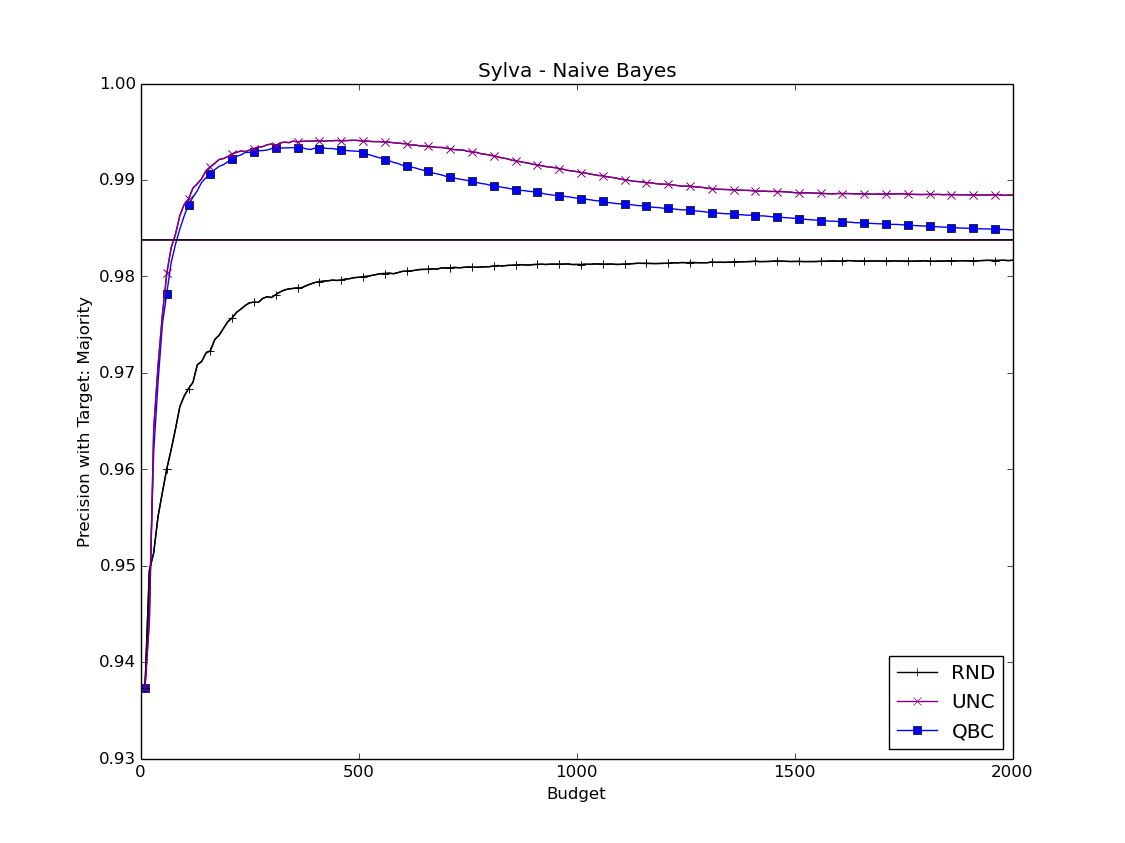 Sylva - Naive Bayes
1.00
0.99
0.98
0.97
0.96
0.95
0.94
0.93
Precision with Target: Majority
0 500 1000 1500 2000
Budget
RND
UNC
QBC